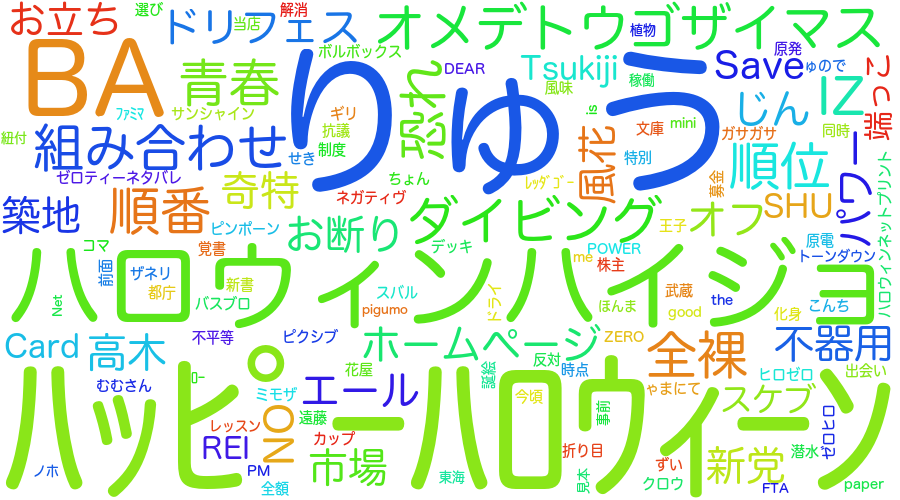 お立ち
ドリフェス
当店
選び
解消
オメデトウゴザイマス
BA
青春
ボルボックス
植物
原発
りゅう
恐れ
DEAR
Tsukiji
Save
ゅので
端っこ
ファミマ
サンシャイン
ギリ
風味
稼働
is
じん
IZ
紐付
組み合わせ
抗議
制度
文庫
mini
ガサガサ
同時
せき
特別
順位
パワー
ゼロティーネタバレ
奇特
ネガティヴ
ちょん
レッダゴー
風花
募金
ハロウィンネットプリント
築地
順番
ピンポーン
お断り
ダイビング
王子
オフ
SHU
コマ
覚書
デッキ
POWER
原電
トーンダウン
前面
ザネリ
me
株主
ハロウィンハイジョ
都庁
新書
バスブロ
スバル
pigumo
ドライ
ほんま
武蔵
good
the
化身
こんち
Net
Card
高木
不平等
ピクシブ
ホームページ
ZERO
全裸
不器用
むむさん
ロー
ミモザ
花屋
エール
誕絵
反対
時点
ヒロゼロ
出会い
ハッピーハロウィーン
レッスン
遠藤
今頃
事前
ゃまにて
スケブ
ゼロヒロ
REI
NO
カップ
市場
折り目
潜水
ノホ
PM
全額
東海
見本
ずい
クロウ
新党
FTA
paper